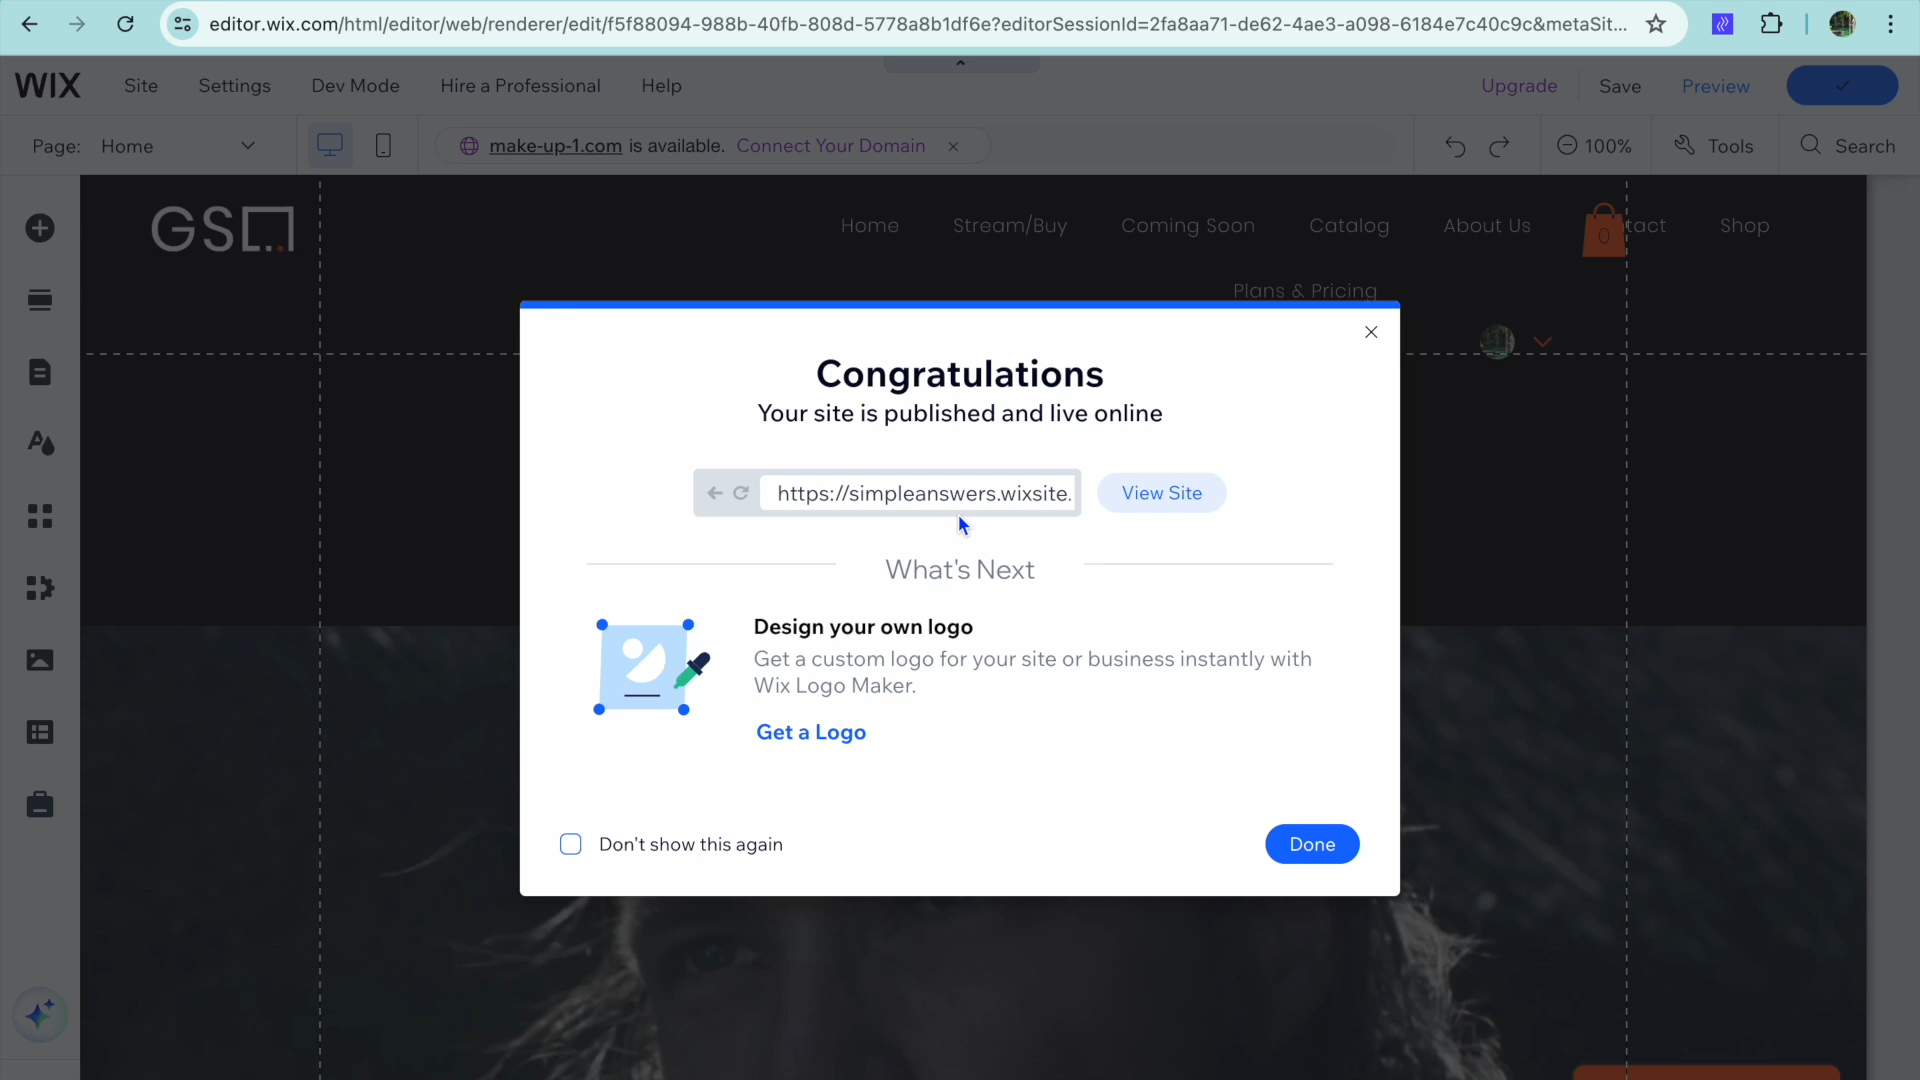 editor.wix.com/html/editor/web/renderer/edit/f5f88094-988b-40fb-808d-5778a8b1df6e?editorSessionId=2fa8aa71-de62-4ae3-a098-6184e7c40c9c&metaSit...
WIX Site Settings Dev Mode Hire a Professional Help Upgrade Save Preview
Page: Home make-up-1.com is available. Connect Your Domain 100% Tools Search
GS
Home Stream/Buy Coming Soon Catalog About Us 0 tact Shop
Plans & Pricing
Congratulations
Your site is published and live online
https://simpleanswers.wixsite. View Site
What's Next
Design your own logo
Get a custom logo for your site or business instantly with
Wix Logo Maker.
Get a Logo
Don't show this again Done